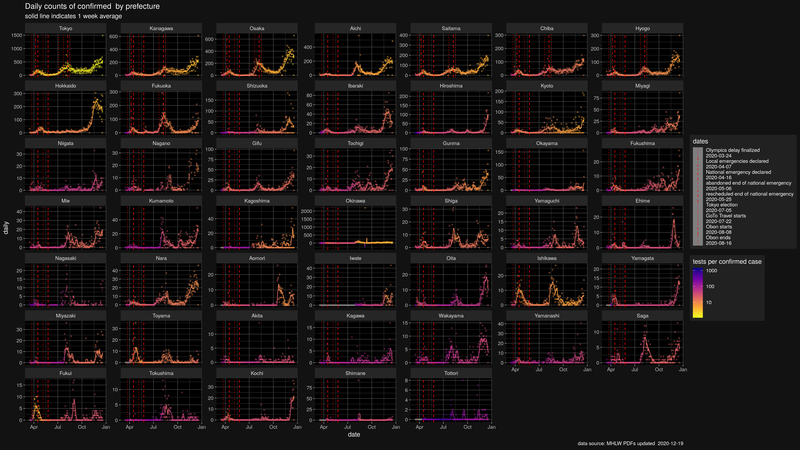 Daily counts of confirmed by prefecture
solid line indicates 1 week average
Tokyo Kanagawa Osaka Aichi Saitama Chiba Hyogo
Hokkaido Fukuoka Shizuoka Ibaraki Hiroshima Kyoto Miyagi
Niigata Nagano Gifu Tochigi Gunma Okayama Fukushima
Mie Kumamoto Kagoshima Okinawa Shiga Yamaguchi Ehime
Nagasaki Nara Aomori Iwate Oita Ishikawa Yamagata
Miyazaki Toyama Akita Kagawa Wakayama Yamanashi Saga
Fukui Tokushima Kochi Shimane Tottori
Apr Jul Oct Jan
daily
date
dates
Olympics delay finalized
2020-03-24
Local emergencies declared
2020-04-07
National emergency declared
2020-04-16
abandoned end of national emergency
2020-05-06
rescheduled end of national emergency
2020-05-25
Tokyo election
2020-07-05
GoTo Travel starts
2020-07-22
Obon starts
2020-08-08
Obon ends
2020-08-16
tests per confirmed case
1000
100
10
data source: MHLW PDFs updated 2020-12-19